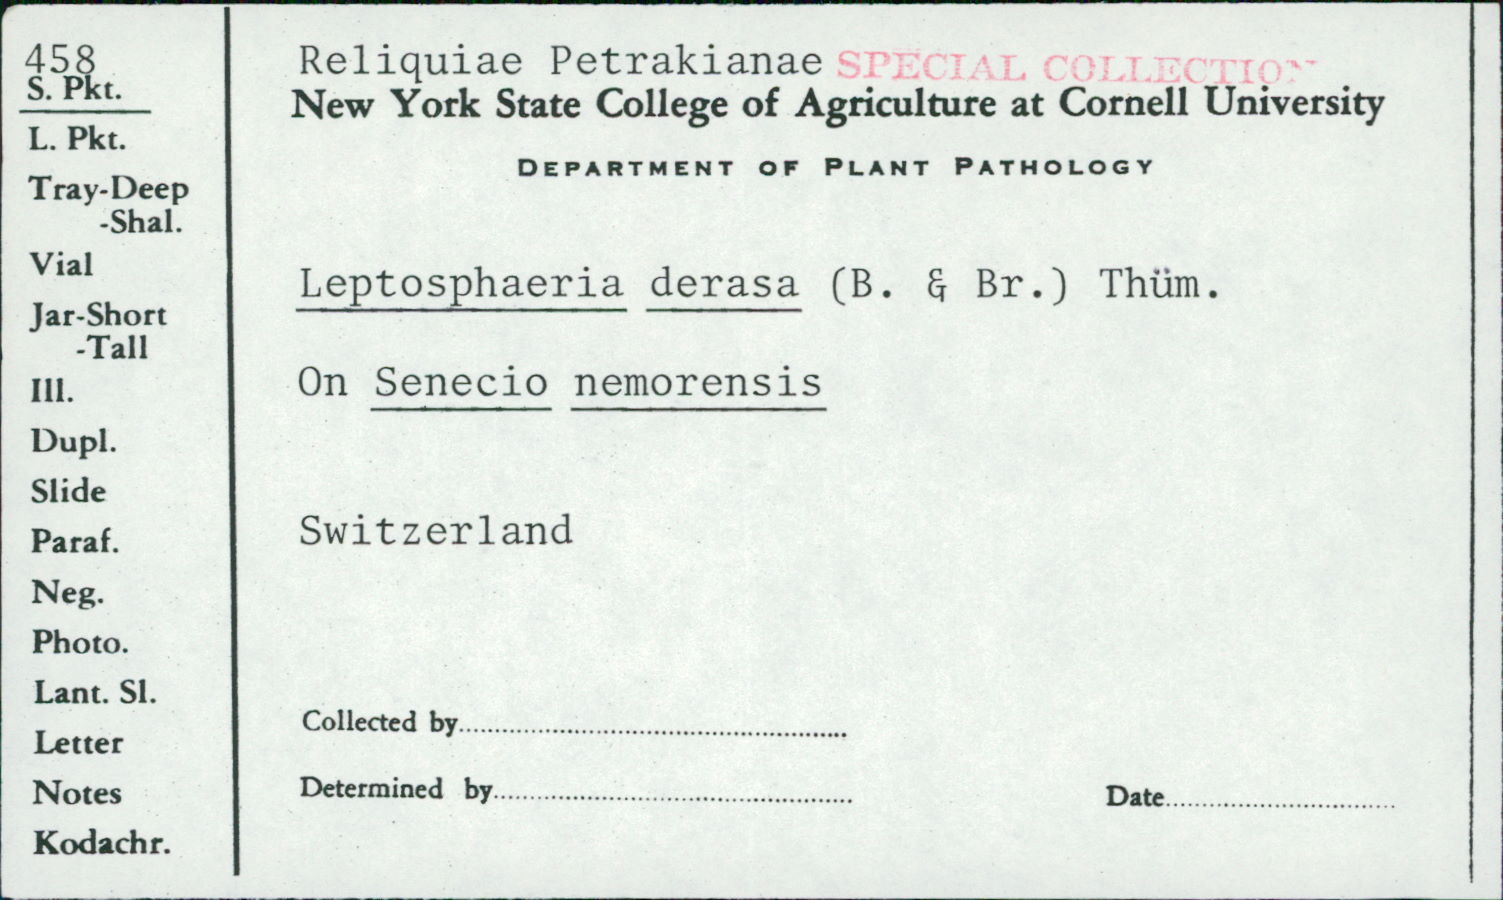 458
S. Pkt.
L. Pkt.
Tray-Deep
-Shal.
Vial
Jar-Short
-Tall
Ill.
Dupl.
Slide
Paraf.
Neg.
Photo.
Lant. Sl.
Letter
Notes
Kodachr.
Reliquiae Petrakianae SPECIAL COLLECTION
New York State College of Agriculture at Cornell University
DEPARTMENT OF PLANT PATHOLOGY
Leptosphaeria derasa (B. & Br.) Thüm.
On Senecio nemorensis
Switzerland
Collected by
Determined by
Date